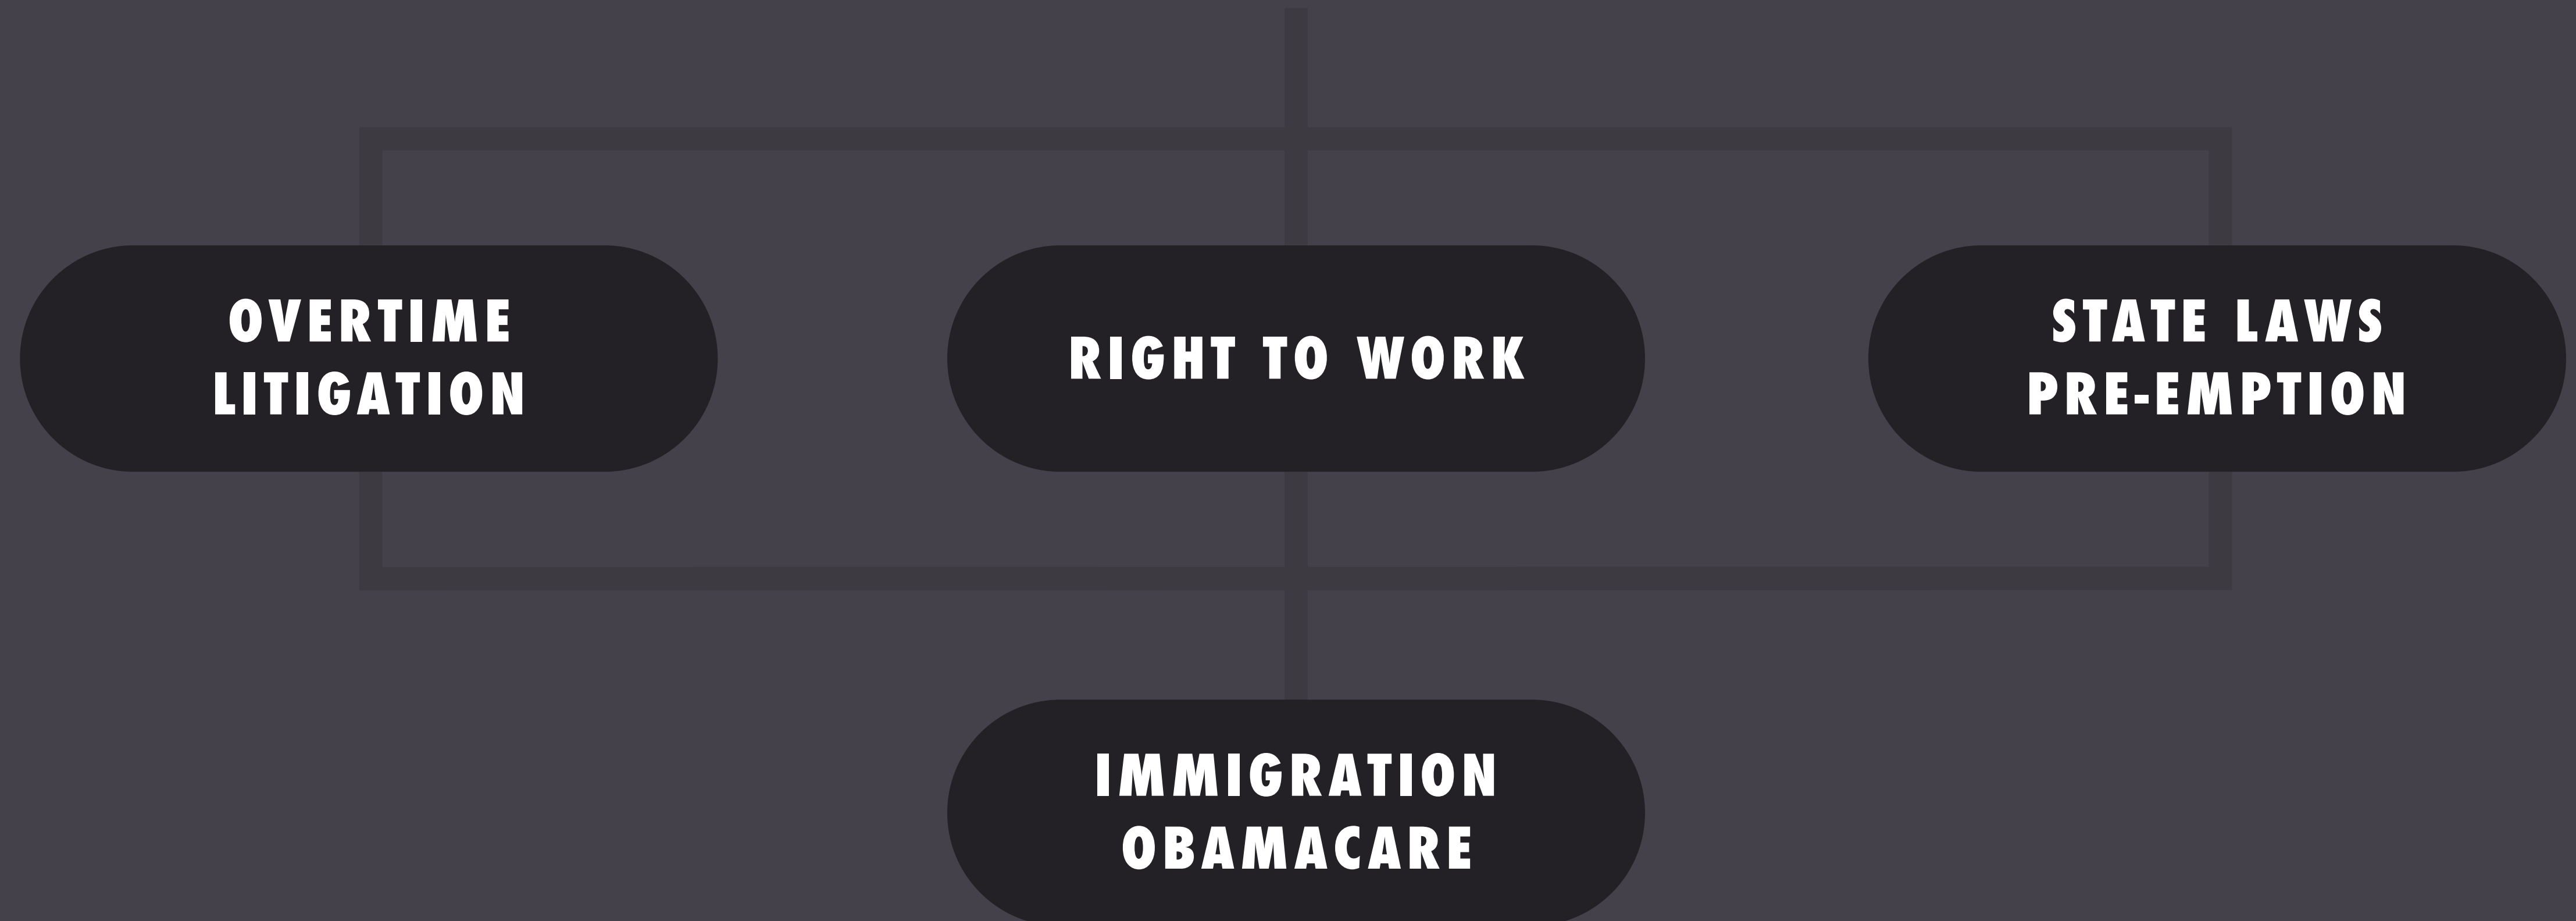 OVERTIME
LITIGATION
RIGHT TO WORK
STATE LAWS
PRE-EMPTION
IMMIGRATION
OBAMACARE